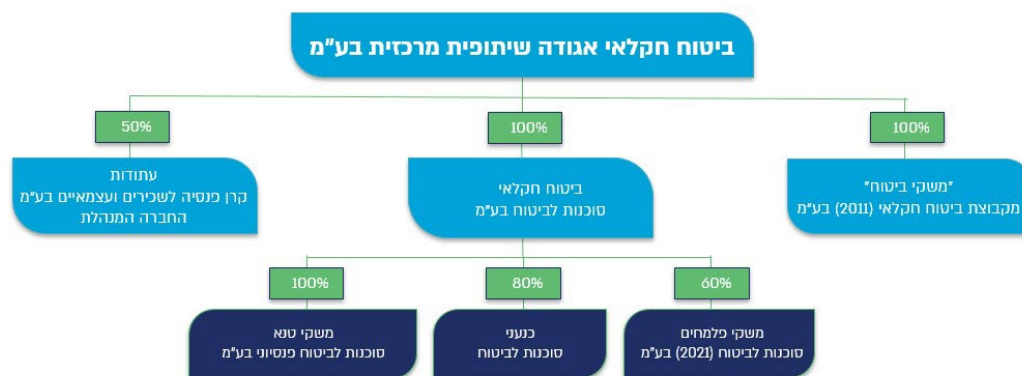 ביטוח חקלאי אגודה שיתופית מרכזית בע"מ
100%
100%
50%
"משקי ביטוח"
מקבוצת ביטוח חקלאי (2011) בע"מ
ביטוח חקלאי
סוכנות לביטוח בע"מ
עתודות
קרן פנסיה לשכירים ועצמאיים בע"מ
החברה המנהלת
60%
80%
100%
משקי פלמחים
סוכנות לביטוח (2021) בע"מ
כנעני
סוכנות לביטוח
משקי טנא
סוכנות לביטוח פנסיוני בע"מ